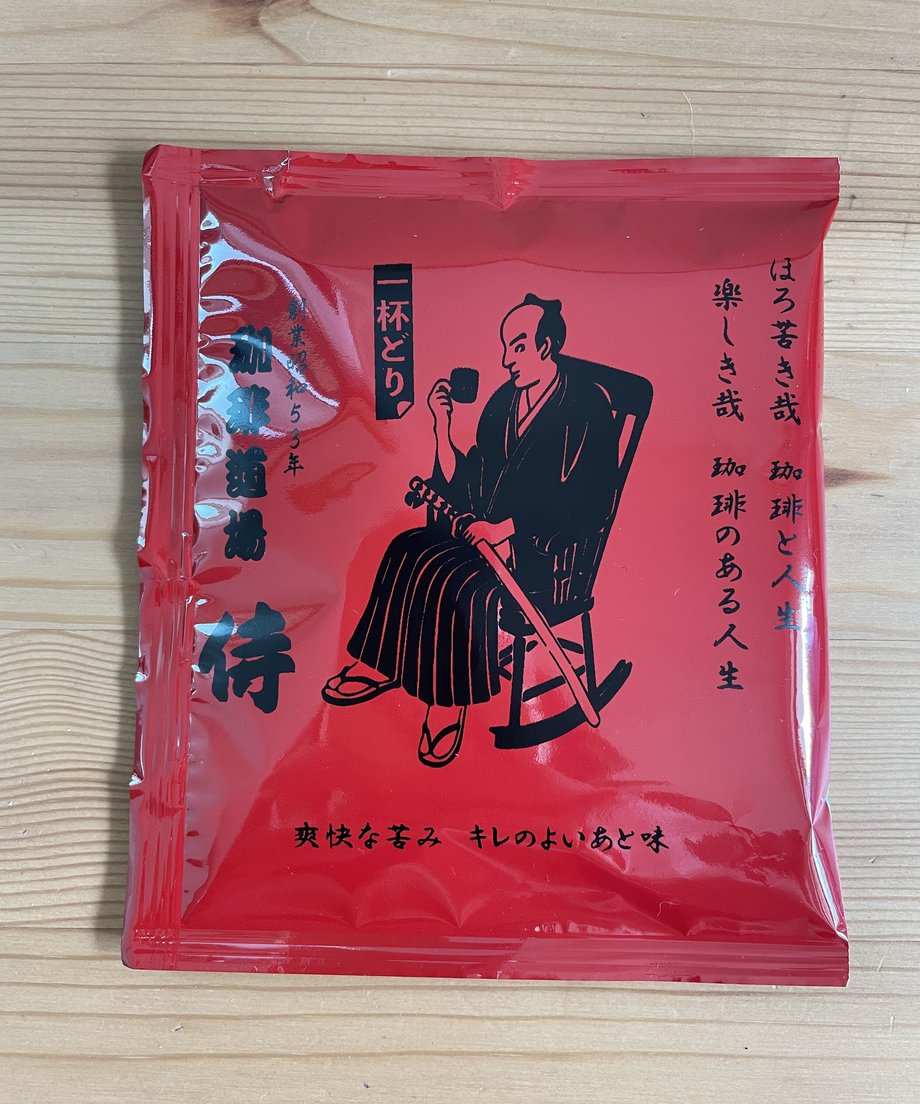 ほろ苦き哉 珈琲と人生
楽しき哉 珈琲のある人生
一杯どり
創業昭和53年
珈琲道場
侍
爽快な苦み キレのよいあと味